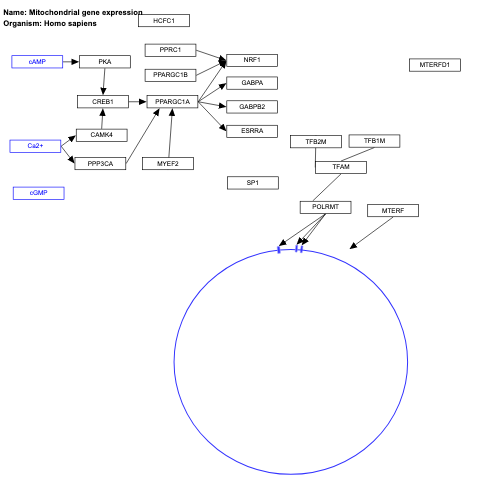 Name: Mitochondrial gene expression
HCFC1
Organism: Homo sapiens
PPRC1
cAMP
PKA
NRF1
MTERFD1
PPARGC1B
GABPA
CREB1
PPARGC1A
GABPB2
CAMK4
ESRRA
TFB2M
TFB1M
Ca2+
PPP3CA
MYEF2
TFAM
SP1
cGMP
POLRMT
MTERF